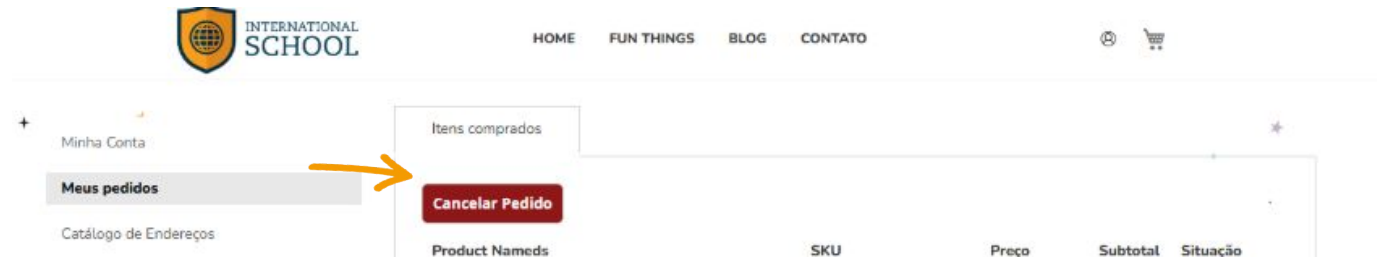 INTERNATIONAL
SCHOOL
HOME FUN THINGS BLOG CONTATO
Itens comprados
Minha Conta
Meus pedidos
Cancelar Pedido
Catálogo de Endereços
Product Nameds SKU Preço Subtotal Situação